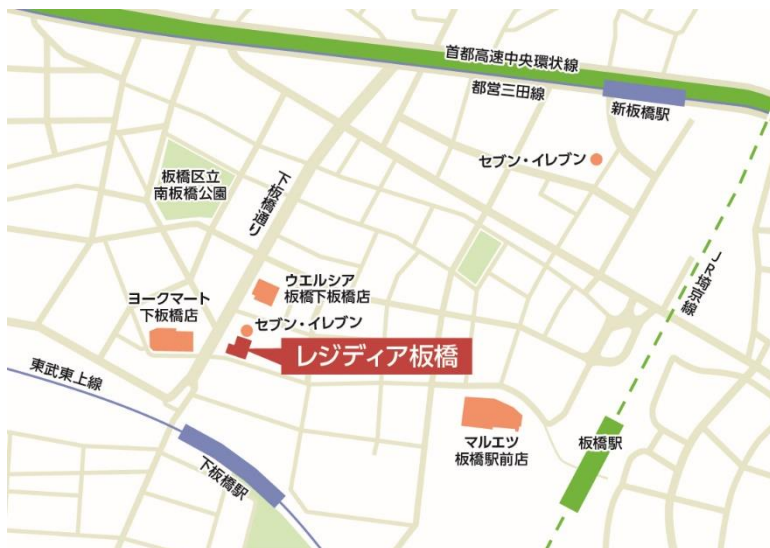 首都高速中央環状線
都営三田線
新板橋駅
セブン・イレブン
板橋区立
南板橋公園
下板橋通り
ウエルシア
板橋下板橋店
ヨークマート
下板橋店
セブン・イレブン
レジディア板橋
JR埼京線
東武東上線
下板橋駅
マルエツ
板橋駅前店
板橋駅